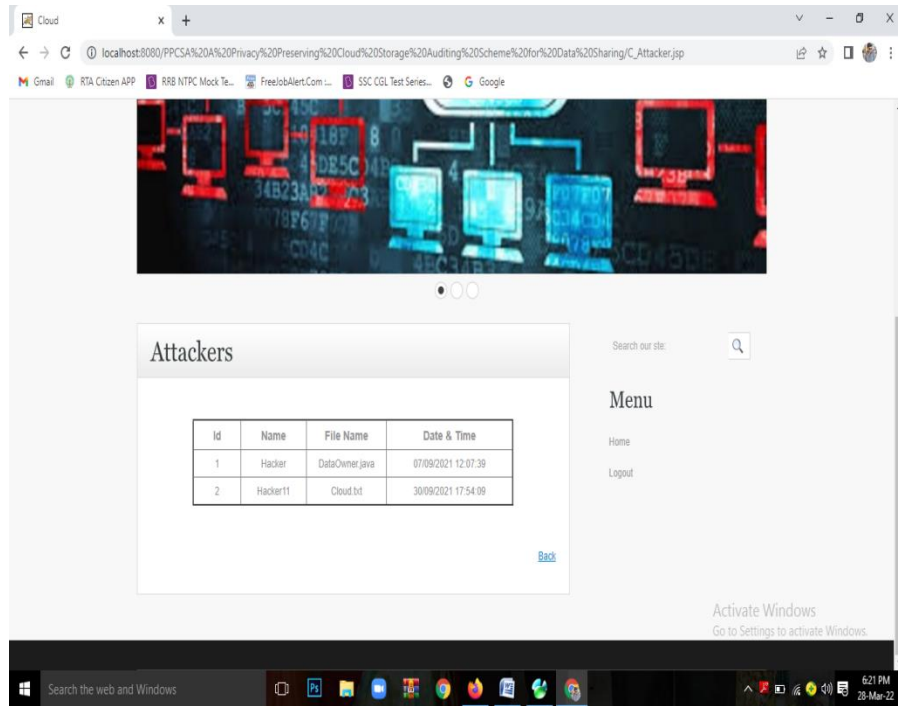 Cloud
localhost:8080/PPCSA%20A%20Privacy%20Preserving%20Cloud%20Storage%20Auditing%20Scheme%20for%20Data%20Sharing/C_Attacker.jsp
Gmail RTA Citizen APP RRB NTPC Mock Te... FreeJobAlert.Com :... SSC CGL Test Series... Google
Attackers
Search our ste:
Menu
Home
Logout
Id Name File Name Date & Time
1 Hacker DataOwner.java 07/09/2021 12:07:39
2 Hacker11 Cloud.txt 30/09/2021 17:54:09
Back
Activate Windows
Go to Settings to activate Windows.
Search the web and Windows
Ps
6:21 PM
28-Mar-22